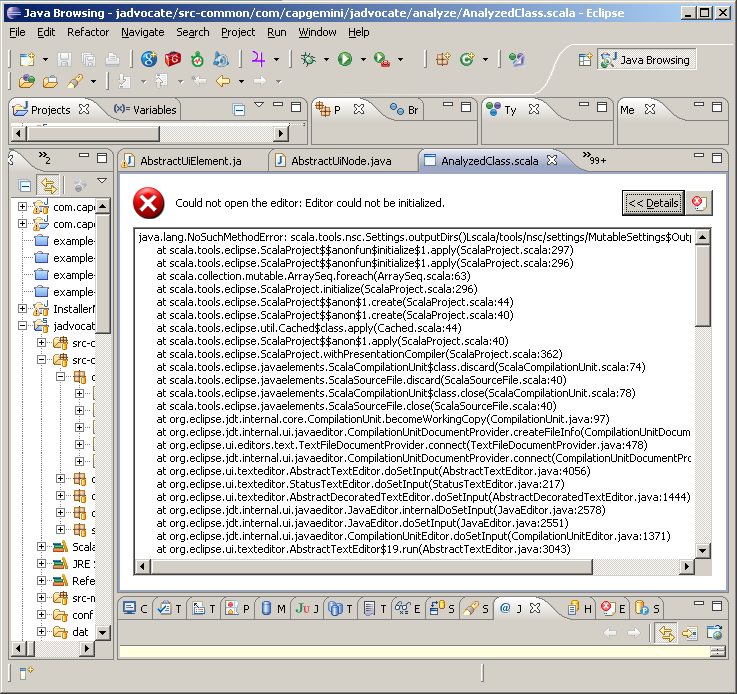 Java Browsing - jadvocate/src-common/com/capgemini/jadvocate/analyze/AnalyzedClass.scala - Eclipse
File Edit Refactor Navigate Search Project Run Window Help
Java Browsing
Projects (x)= Variables P Br Ty Me
2 AbstractUiElement.ja AbstractUiNode.java AnalyzedClass.scala 99+
Could not open the editor: Editor could not be initialized. << Details
java.lang.NoSuchMethodError: scala.tools.nsc.Settings.outputDirs()Lscala/tools/nsc/settings/MutableSettings$Outp
at scala.tools.eclipse.ScalaProject$$anonfun$initialize$1.apply(ScalaProject.scala:297)
at scala.tools.eclipse.ScalaProject$$anonfun$initialize$1.apply(ScalaProject.scala:296)
at scala.collection.mutable.ArraySeq.foreach(ArraySeq.scala:63)
at scala.tools.eclipse.ScalaProject.initialize(ScalaProject.scala:296)
at scala.tools.eclipse.ScalaProject$$anon$1.create(ScalaProject.scala:44)
at scala.tools.eclipse.ScalaProject$$anon$1.create(ScalaProject.scala:40)
at scala.tools.eclipse.util.Cached$class.apply(Cached.scala:44)
at scala.tools.eclipse.ScalaProject$$anon$1.apply(ScalaProject.scala:40)
at scala.tools.eclipse.ScalaProject.withPresentationCompiler(ScalaProject.scala:362)
at scala.tools.eclipse.javaelements.ScalaCompilationUnit$class.discard(ScalaCompilationUnit.scala:74)
at scala.tools.eclipse.javaelements.ScalaSourceFile.discard(ScalaSourceFile.scala:40)
at scala.tools.eclipse.javaelements.ScalaCompilationUnit$class.close(ScalaCompilationUnit.scala:78)
at scala.tools.eclipse.javaelements.ScalaSourceFile.close(ScalaSourceFile.scala:40)
at org.eclipse.jdt.internal.core.CompilationUnit.becomeWorkingCopy(CompilationUnit.java:97)
at org.eclipse.jdt.internal.ui.javaeditor.CompilationUnitDocumentProvider.createFileInfo(CompilationUnitDocum
at org.eclipse.ui.editors.text.TextFileDocumentProvider.connect(TextFileDocumentProvider.java:478)
at org.eclipse.jdt.internal.ui.javaeditor.CompilationUnitDocumentProvider.connect(CompilationUnitDocumentPro
at org.eclipse.ui.texteditor.AbstractTextEditor.doSetInput(AbstractTextEditor.java:4056)
at org.eclipse.ui.texteditor.StatusTextEditor.doSetInput(StatusTextEditor.java:217)
at org.eclipse.ui.texteditor.AbstractDecoratedTextEditor.doSetInput(AbstractDecoratedTextEditor.java:1444)
at org.eclipse.jdt.internal.ui.javaeditor.JavaEditor.internalDoSetInput(JavaEditor.java:2578)
at org.eclipse.jdt.internal.ui.javaeditor.JavaEditor.doSetInput(JavaEditor.java:2551)
at org.eclipse.jdt.internal.ui.javaeditor.CompilationUnitEditor.doSetInput(CompilationUnitEditor.java:1371)
at org.eclipse.ui.texteditor.AbstractTextEditor$19.run(AbstractTextEditor.java:3043)
com.cape
com.cape
example-
example-
example-
example-
InstallerM
jadvocate
src-c
src-c
Scala
JRE S
Refe
src-m
conf
dat
C T T P M J T T E S S @ J H E S